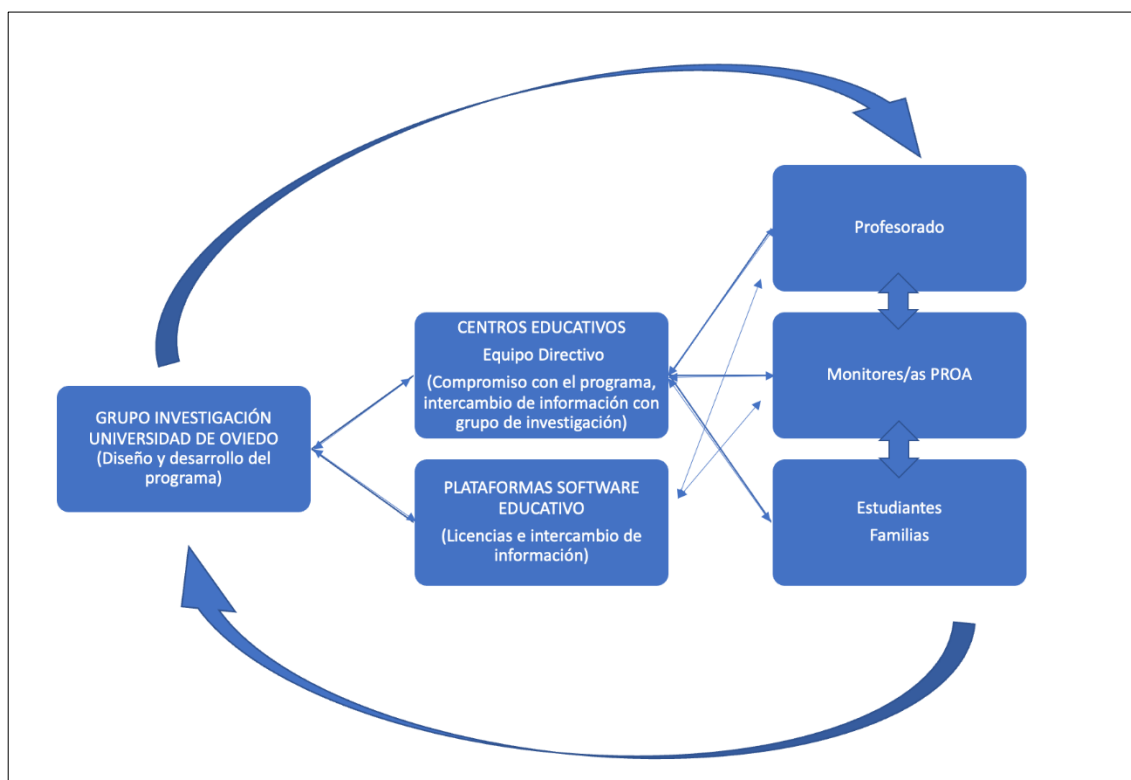 GRUPO INVESTIGACIÓN
UNIVERSIDAD DE OVIEDO
(Diseño y desarrollo del
programa)
CENTROS EDUCATIVOS
Equipo Directivo
(Compromiso con el programa,
intercambio de información con
grupo de investigación)
PLATAFORMAS SOFTWARE
EDUCATIVO
(Licencias e intercambio de
información)
Profesorado
Monitores/as PROA
Estudiantes
Familias